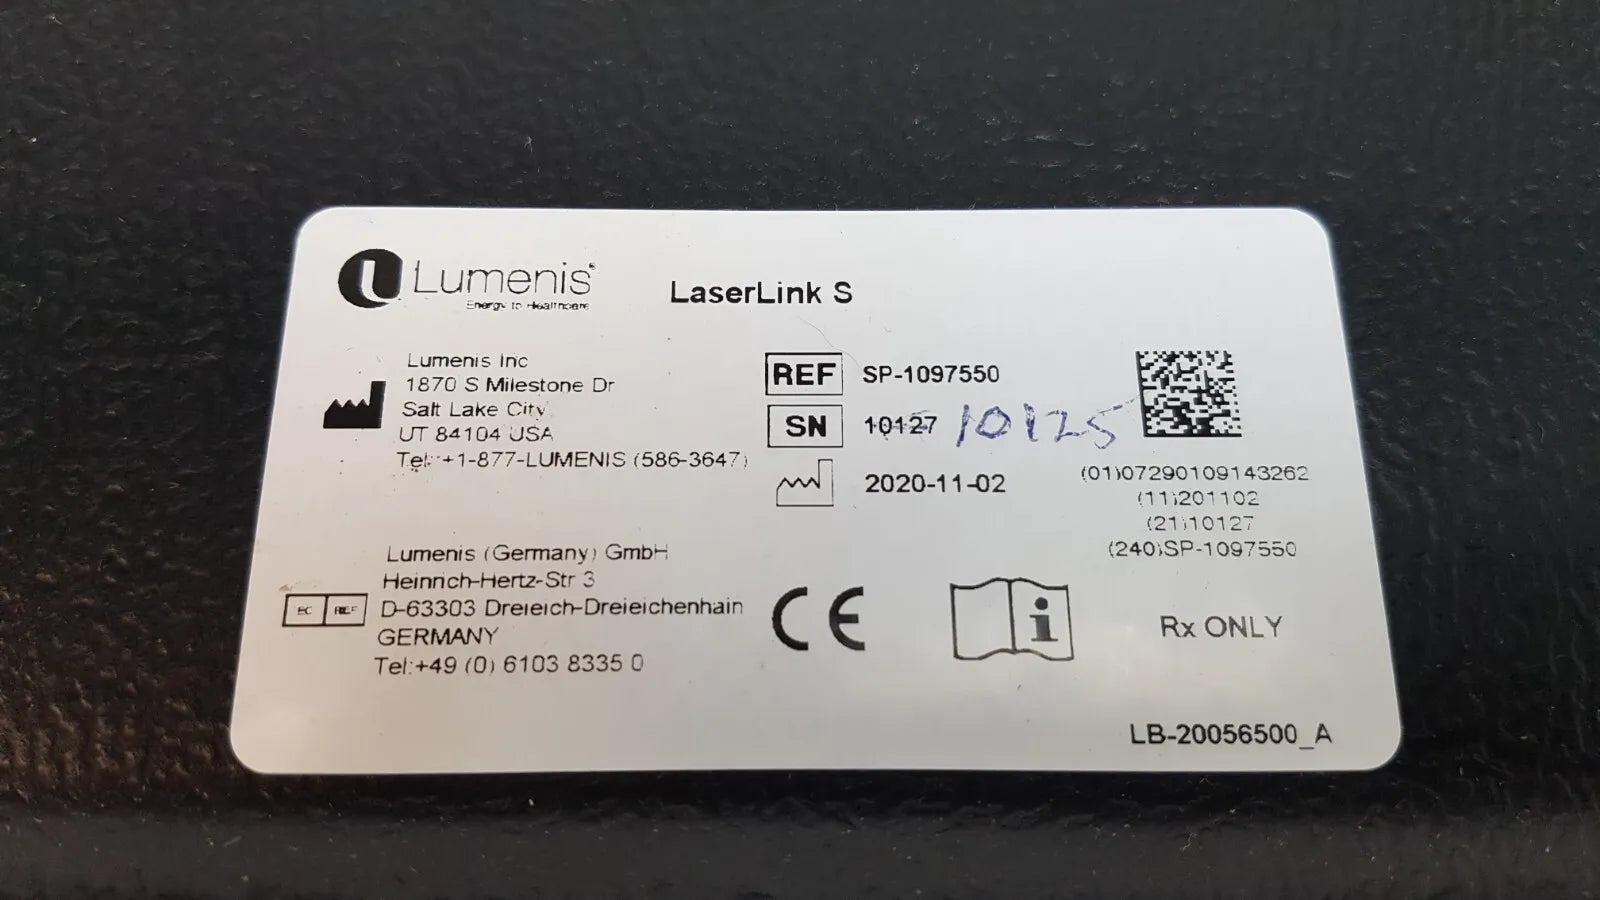 Lumenis®
Energy to Healthcare
LaserLink S
Lumenis Inc
1870 S Milestone Dr
Salt Lake City
UT 84104 USA
Tel: +1-877-LUMENIS (586-3647)
REF SP-1097550
SN 10127 10125
2020-11-02
(01)07290109143262
(11)201102
(21)10127
(240)SP-1097550
Lumenis (Germany) GmbH
Heinrich-Hertz-Str 3
EC REF D-63303 Dreieich-Dreieichenhain
GERMANY
Tel:+49 (0) 6103 8335 0
CE
i
Rx ONLY
LB-20056500_A